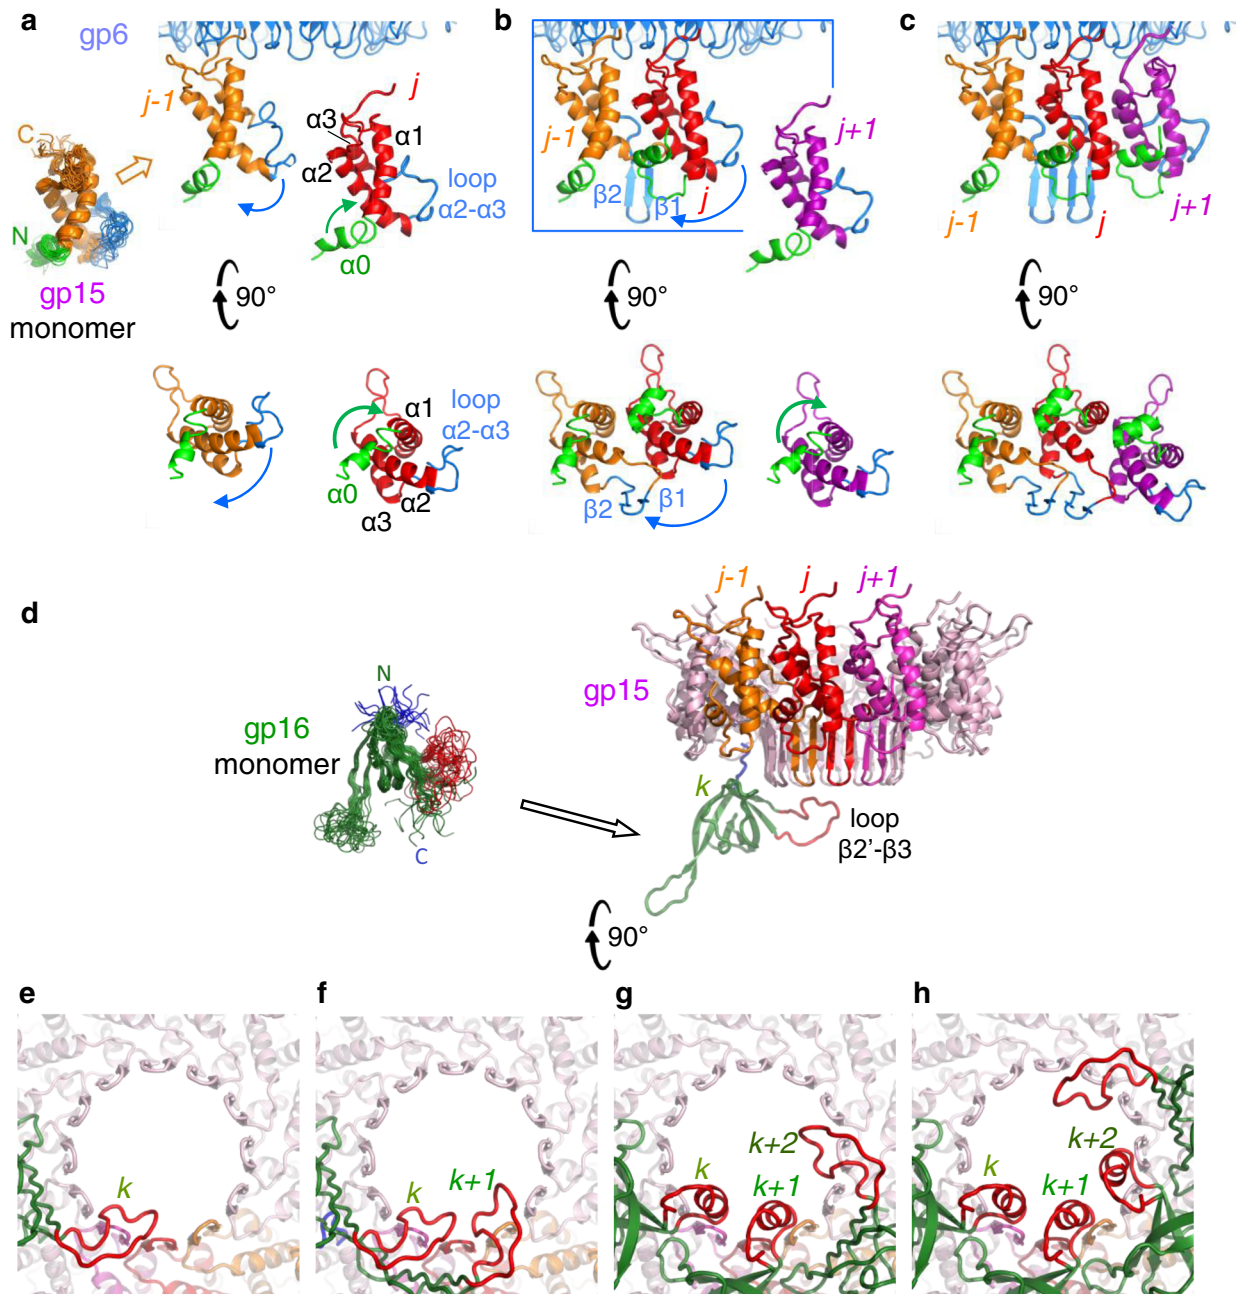 a
gp6
j-1
j
α3
α1
α2
loop
α2-α3
α0
C
N
gp15
monomer
90°
α1
loop
α2-α3
α0
α2
α3
b
j-1
j+1
β2
β1
j
90°
β2
β1
c
j-1
j
j+1
90°
d
N
gp16
monomer
C
j-1
j
j+1
gp15
k
loop
β2'-β3
90°
e
k
f
k
k+1
g
k
k+1
k+2
h
k
k+1
k+2